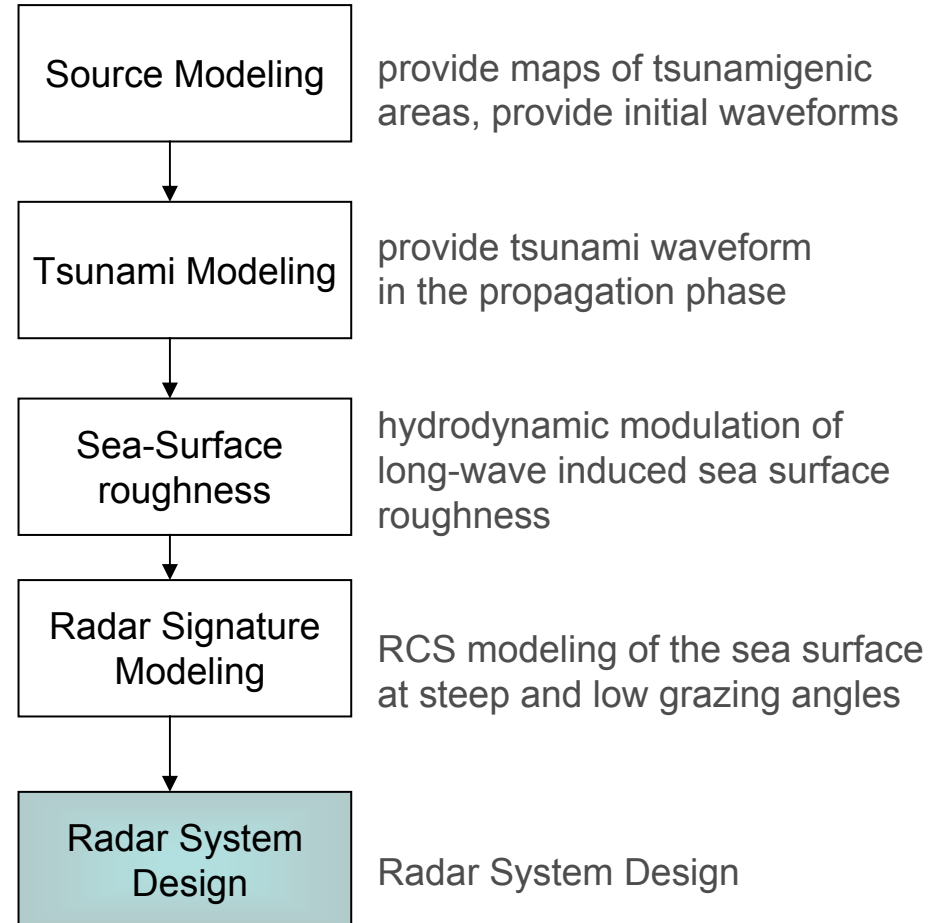 Source Modeling
provide maps of tsunamigenic
areas, provide initial waveforms
Tsunami Modeling
provide tsunami waveform
in the propagation phase
Sea-Surface
roughness
hydrodynamic modulation of
long-wave induced sea surface
roughness
Radar Signature
Modeling
RCS modeling of the sea surface
at steep and low grazing angles
Radar System
Design
Radar System Design